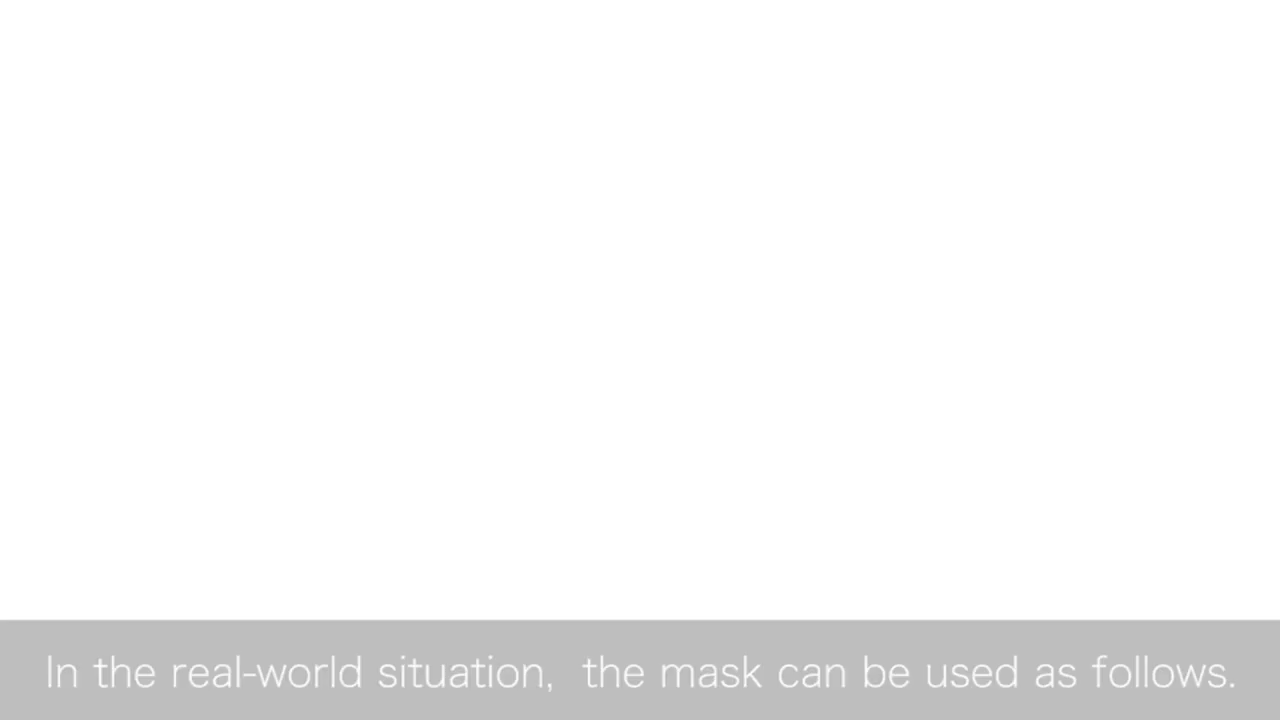 In the real-world situation, the mask can be used as follows.